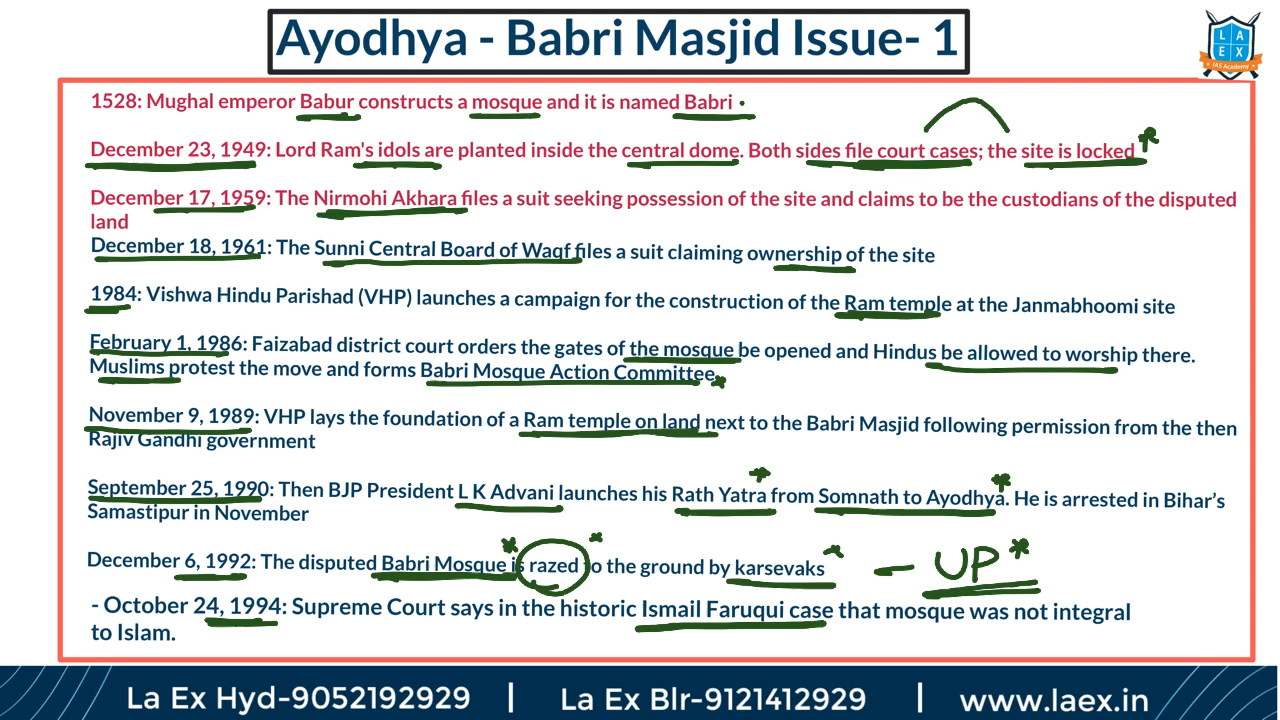 Ayodhya - Babri Masjid Issue- 1
L A
E X
IAS Academy
1528: Mughal emperor Babur constructs a mosque and it is named Babri
December 23, 1949: Lord Ram's idols are planted inside the central dome. Both sides file court cases; the site is locked
December 17, 1959: The Nirmohi Akhara files a suit seeking possession of the site and claims to be the custodians of the disputed
land
December 18, 1961: The Sunni Central Board of Waqf files a suit claiming ownership of the site
1984: Vishwa Hindu Parishad (VHP) launches a campaign for the construction of the Ram temple at the Janmabhoomi site
February 1, 1986: Faizabad district court orders the gates of the mosque be opened and Hindus be allowed to worship there.
Muslims protest the move and forms Babri Mosque Action Committee
November 9, 1989: VHP lays the foundation of a Ram temple on land next to the Babri Masjid following permission from the then
Rajiv Gandhi government
September 25, 1990: Then BJP President L K Advani launches his Rath Yatra from Somnath to Ayodhya. He is arrested in Bihar's
Samastipur in November
December 6, 1992: The disputed Babri Mosque is razed to the ground by karsevaks - UP
- October 24, 1994: Supreme Court says in the historic Ismail Faruqui case that mosque was not integral
to Islam.
La Ex Hyd-9052192929 | La Ex Blr-9121412929 | www.laex.in